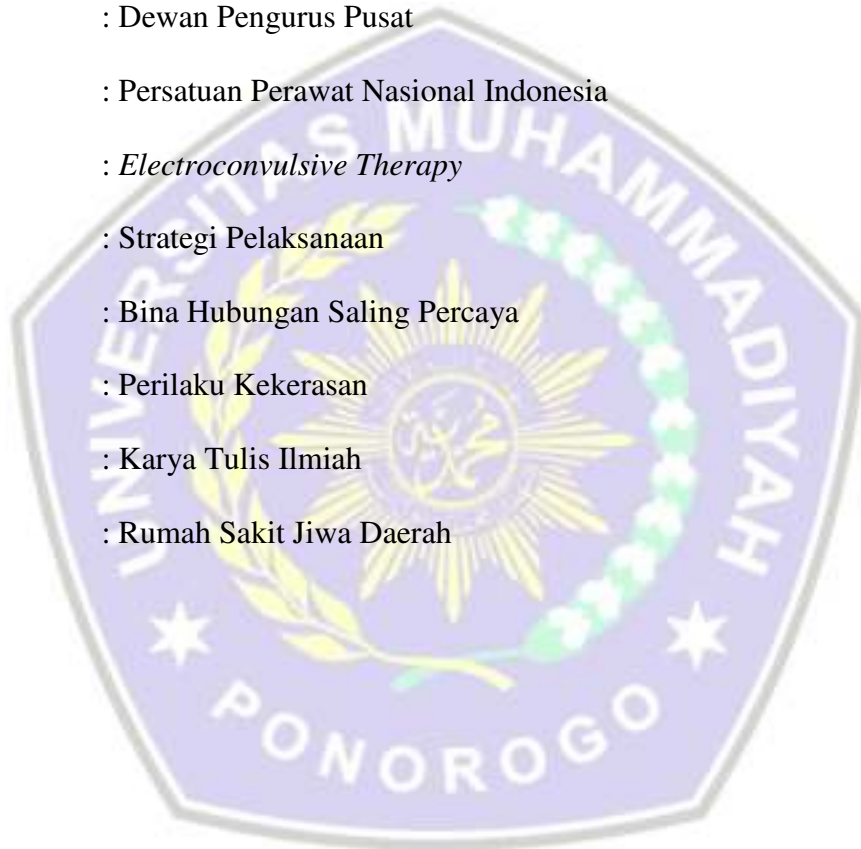 : Dewan Pengurus Pusat
: Persatuan Perawat Nasional Indonesia
: Electroconvulsive Therapy
: Strategi Pelaksanaan
: Bina Hubungan Saling Percaya
: Perilaku Kekerasan
: Karya Tulis Ilmiah
: Rumah Sakit Jiwa Daerah
UNIVERSITAS MUHAMMADIYAH
PONOROGO